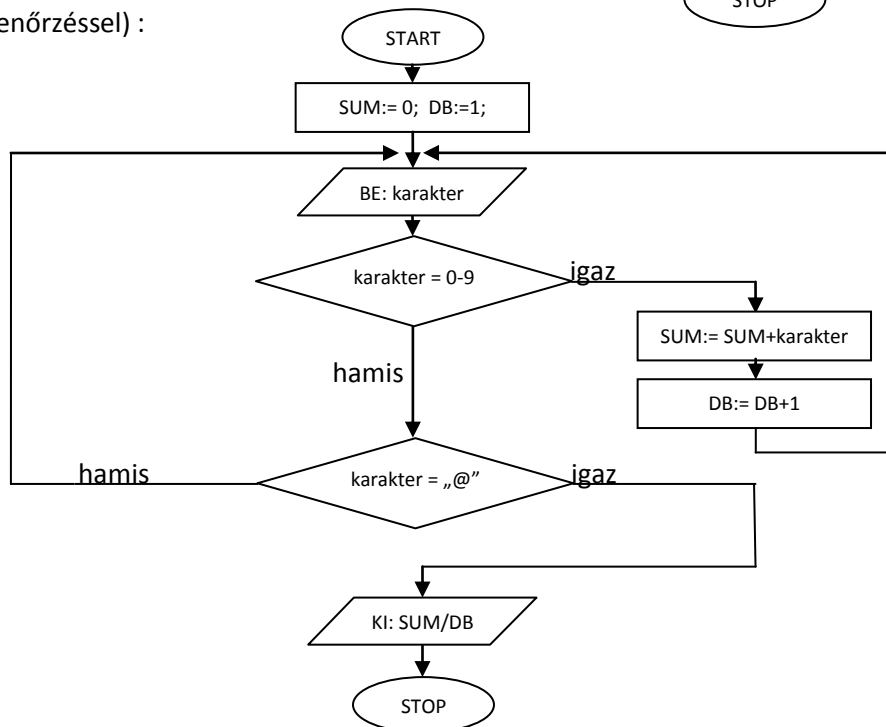 STOP
enőrzéssel) :
START
SUM:= 0; DB:=1;
BE: karakter
karakter = 0-9
igaz
SUM:= SUM+karakter
hamis
DB:= DB+1
hamis
karakter = „@”
igaz
KI: SUM/DB
STOP